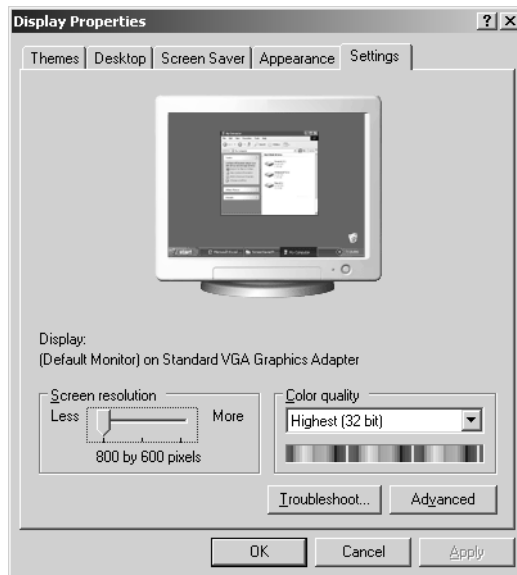 Display Properties
Themes Desktop Screen Saver Appearance Settings
start
Display:
(Default Monitor) on Standard VGA Graphics Adapter
Screen resolution
Less More
800 by 600 pixels
Color quality
Highest (32 bit)
Troubleshoot... Advanced
OK Cancel Apply